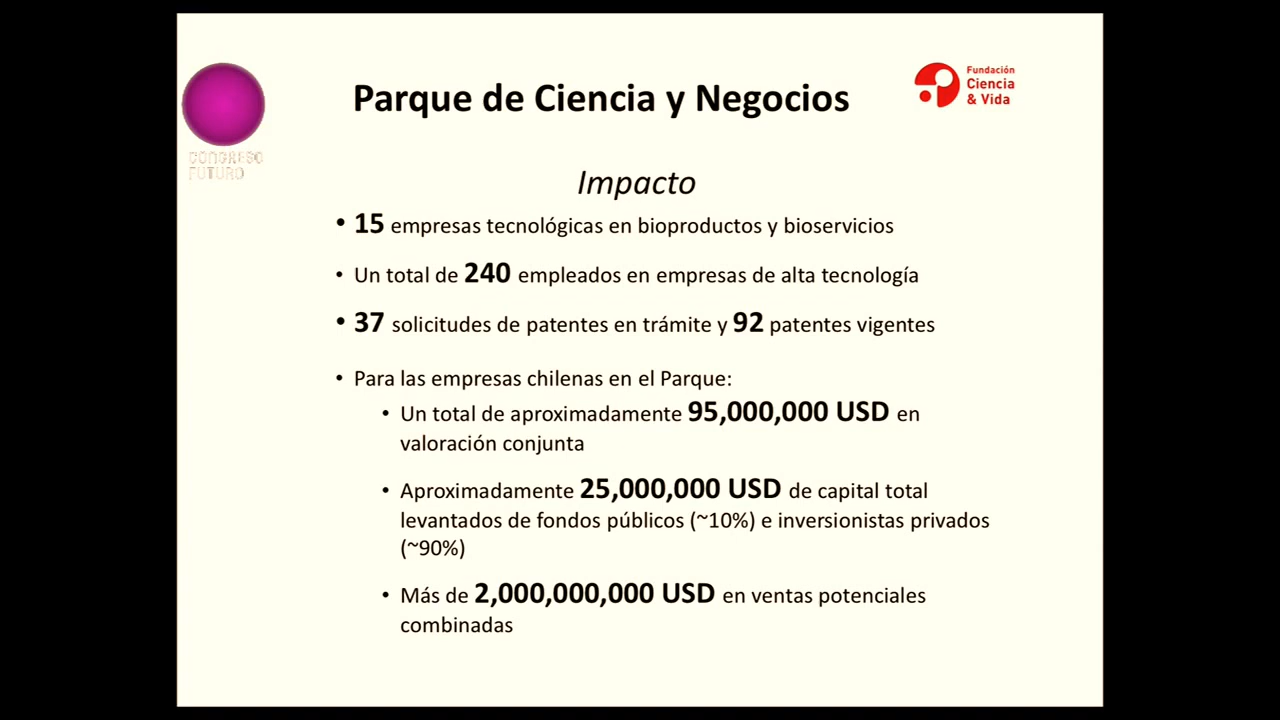 Parque de Ciencia y Negocios
Fundación
Ciencia
& Vida
CONGRESO
FUTURO
Impacto
• 15 empresas tecnológicas en bioproductos y bioservicios
• Un total de 240 empleados en empresas de alta tecnología
• 37 solicitudes de patentes en trámite y 92 patentes vigentes
• Para las empresas chilenas en el Parque:
• Un total de aproximadamente 95,000,000 USD en
valoración conjunta
• Aproximadamente 25,000,000 USD de capital total
levantados de fondos públicos (~10%) e inversionistas privados
(~90%)
• Más de 2,000,000,000 USD en ventas potenciales
combinadas